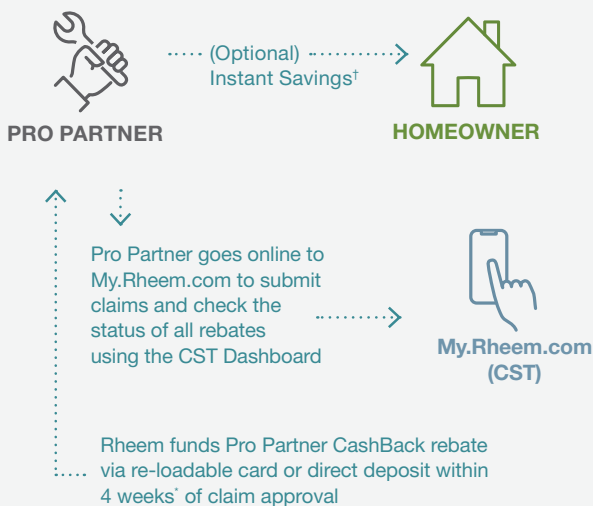 (Optional)
Instant Savings†
PRO PARTNER
HOMEOWNER
Pro Partner goes online to
My.Rheem.com to submit
claims and check the
status of all rebates
using the CST Dashboard
My.Rheem.com
(CST)
Rheem funds Pro Partner CashBack rebate
via re-loadable card or direct deposit within
4 weeks* of claim approval